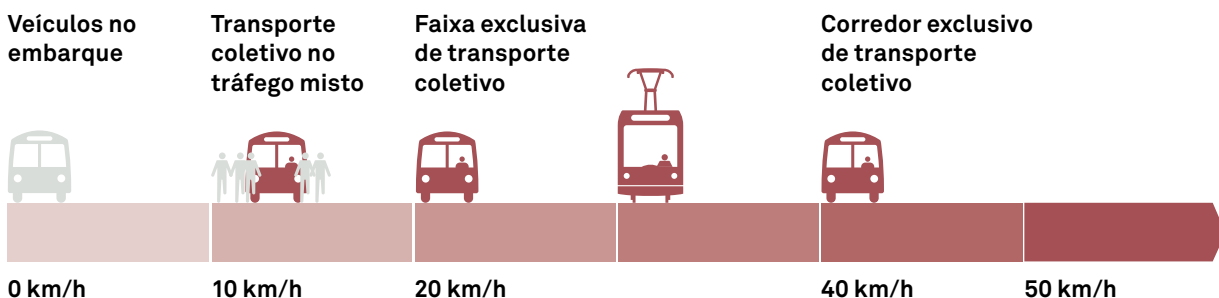 Veículos no
embarque
Transporte
coletivo no
tráfego misto
Faixa exclusiva
de transporte
coletivo
Corredor exclusivo
de transporte
coletivo
0 km/h
10 km/h
20 km/h
40 km/h
50 km/h